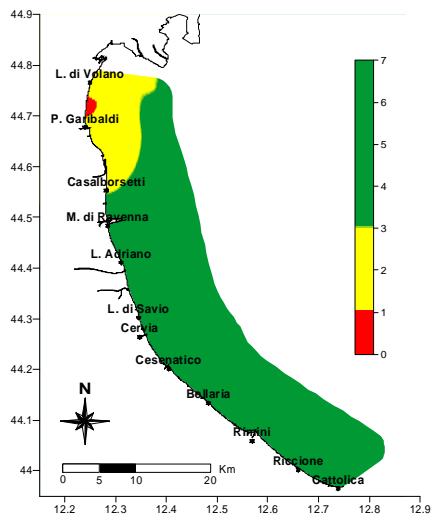 44.9
44.8
44.7
44.6
44.5
44.4
44.3
44.2
44.1
44
L. di Volano
P. Garibaldi
Casalborsetti
M. di Ravenna
L. Adriano
L. di Savio
Cervia
Cesenatico
Bellaria
Rimini
Riccione
Cattolica
7
6
5
4
3
2
1
0
N
0 5 10 20 Km
12.2 12.3 12.4 12.5 12.6 12.7 12.8 12.9